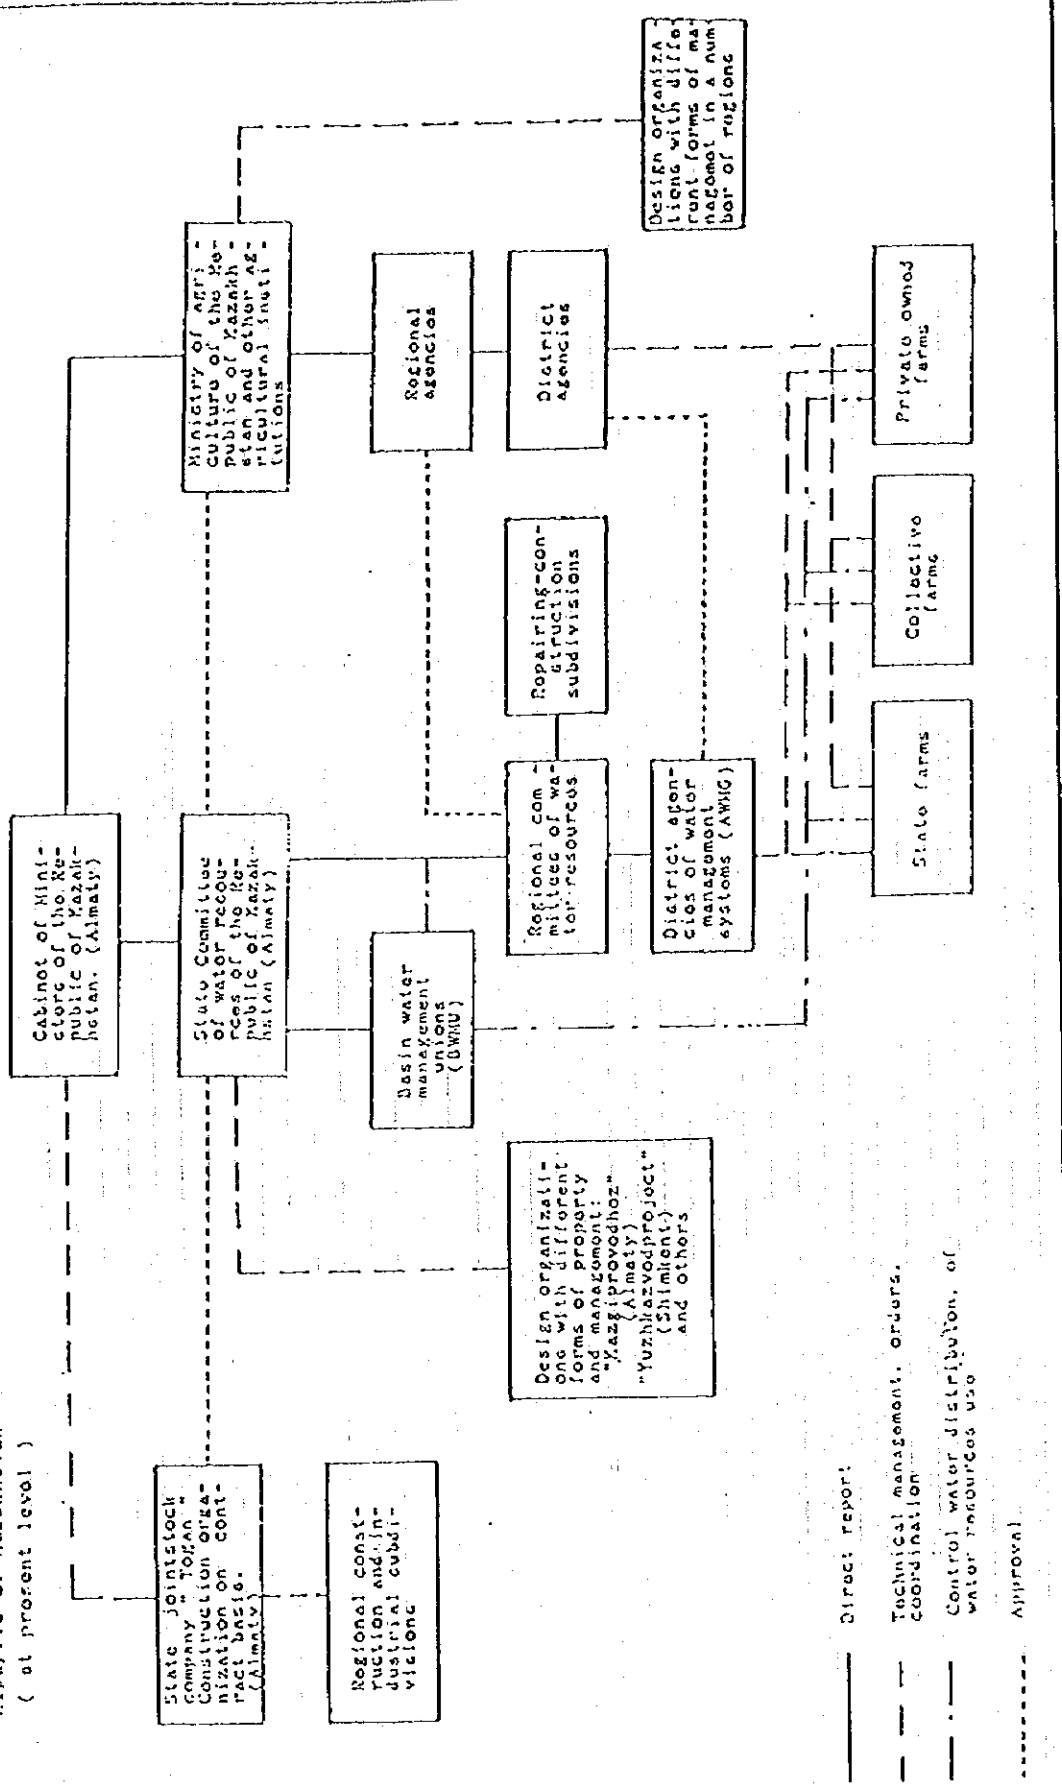 ( at present level )
Cabinet of Mini-
sters of the Re-
public of Kazak-
hstan. (Almaty)
State jointstock
company " TOKAN "
Construction orga-
nization on cont-
ract basis.
(Almaty)
State Committee
of water recou-
rces of the Re-
public of Kazak-
hstan (Almaty)
Ministry of agri-
culture of the Re-
public of Kazakh-
stan and other ag-
ricultural insti-
tutions
Regional const-
ruction and in-
dustrial subdi-
visions
Basin water
management
unions
(BWMU)
Regional
agencies
Design organizati-
ons with different
forms of property
and management:
"Kazgiprovodhoz"
(Almaty)
"Yuzhkazvodproject"
(Shimkent)
and others
Regional com-
mittees of wa-
ter resources
Repairing-con-
struction
subdivisions
District
agencies
Design organiza
tions with diffe-
rent forms of ma-
nagemot in a num-
ber of regions
District agen-
cies of water
management
systems (AWMG)
State farms
Collective
farms
Private owned
farms
Direct report
Technical management, orders,
coordination
Control water distributon, of
water resources use
Approval